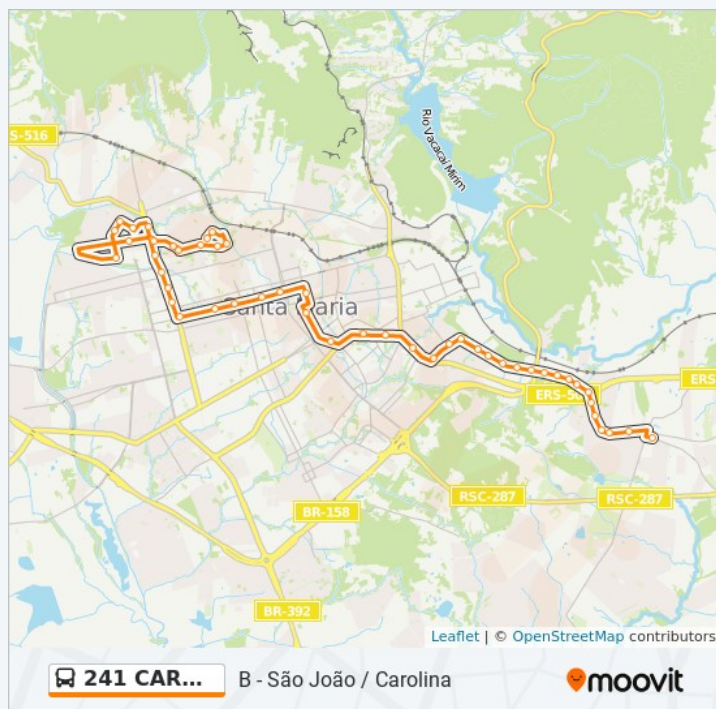 S-516
Rio Vacacaí Mirim
Santa Maria
ERS-50
ERS
RSC-287
RSC-287
BR-158
BR-392
Leaflet | © OpenStreetMap contributors
241 CAR... B - São João / Carolina moovit